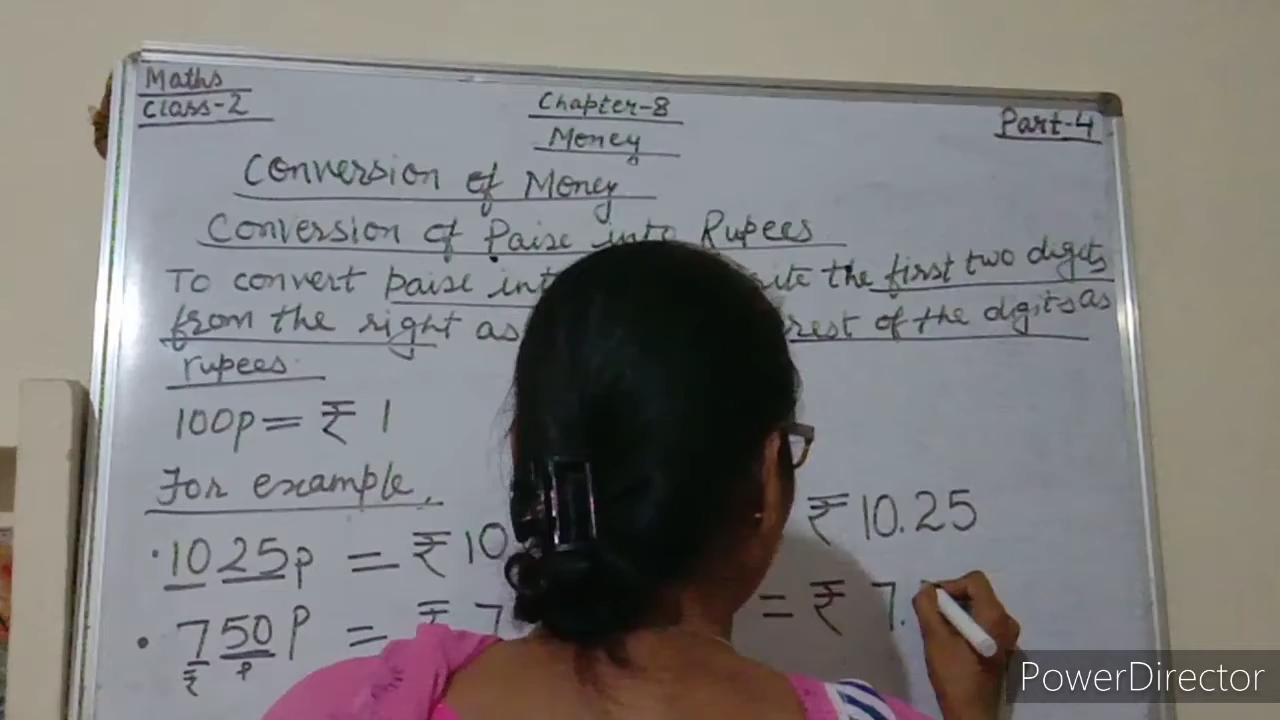 Maths
Class-2
Chapter-8
Money
Part-4
Conversion of Money
Conversion of Paise into Rupees
To convert paise the first two digits
from the right as rest of the digits as
rupees.
100p = ₹ 1
For example,
• 1025p = ₹ 10 ₹ 10.25
• 750 p = ₹ 7 = ₹ 7.
₹ P
PowerDirector